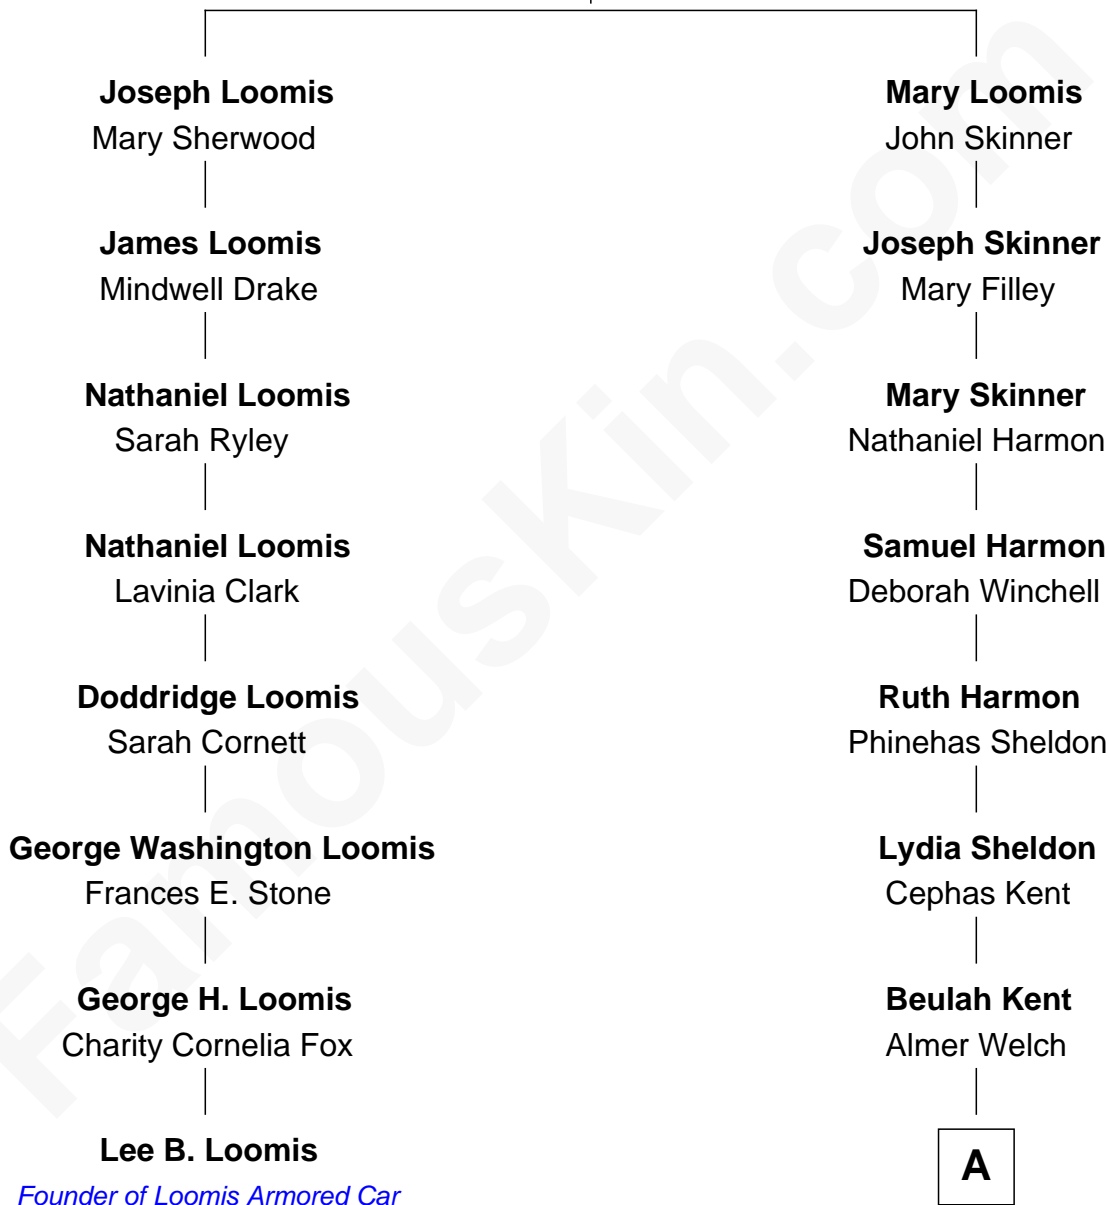 Joseph Loomis
Mary Sherwood
James Loomis
Mindwell Drake
Nathaniel Loomis
Sarah Ryley
Nathaniel Loomis
Lavinia Clark
Doddridge Loomis
Sarah Cornett
George Washington Loomis
Frances E. Stone
George H. Loomis
Charity Cornelia Fox
Lee B. Loomis
Founder of Loomis Armored Car
Mary Loomis
John Skinner
Joseph Skinner
Mary Filley
Mary Skinner
Nathaniel Harmon
Samuel Harmon
Deborah Winchell
Ruth Harmon
Phinehas Sheldon
Lydia Sheldon
Cephas Kent
Beulah Kent
Almer Welch
A
FamousKin.com